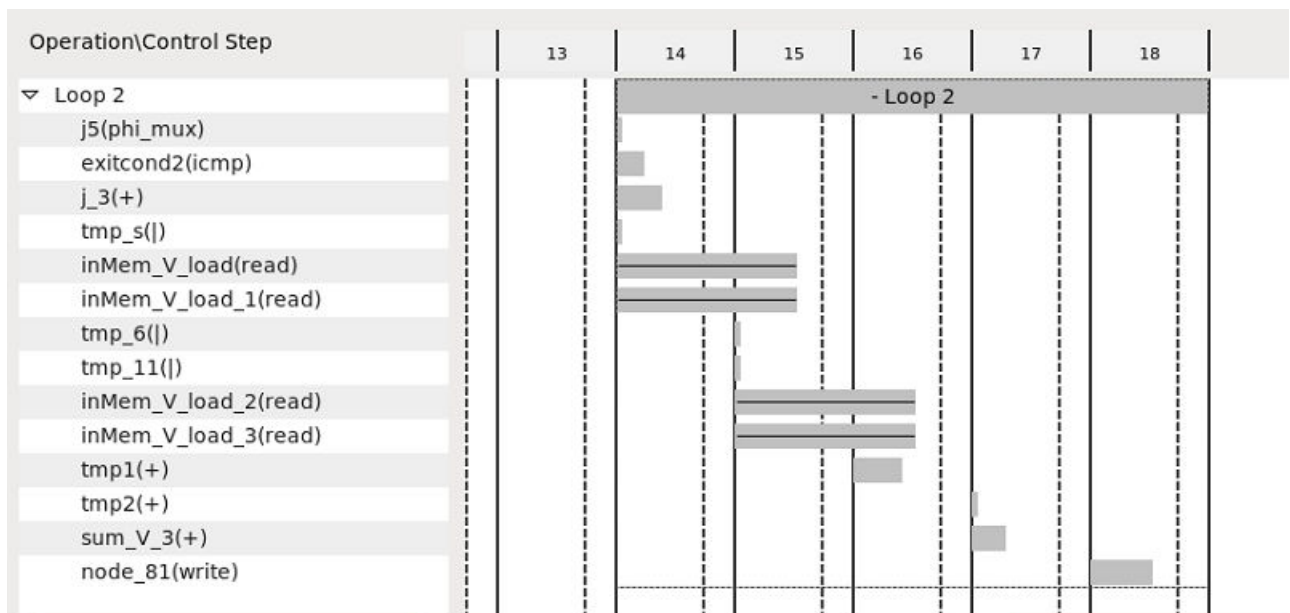 Operation\Control Step
13 14 15 16 17 18
Loop 2
- Loop 2
j5(phi_mux)
exitcond2(icmp)
j_3(+)
tmp_s(|)
inMem_V_load(read)
inMem_V_load_1(read)
tmp_6(|)
tmp_11(|)
inMem_V_load_2(read)
inMem_V_load_3(read)
tmp1(+)
tmp2(+)
sum_V_3(+)
node_81(write)